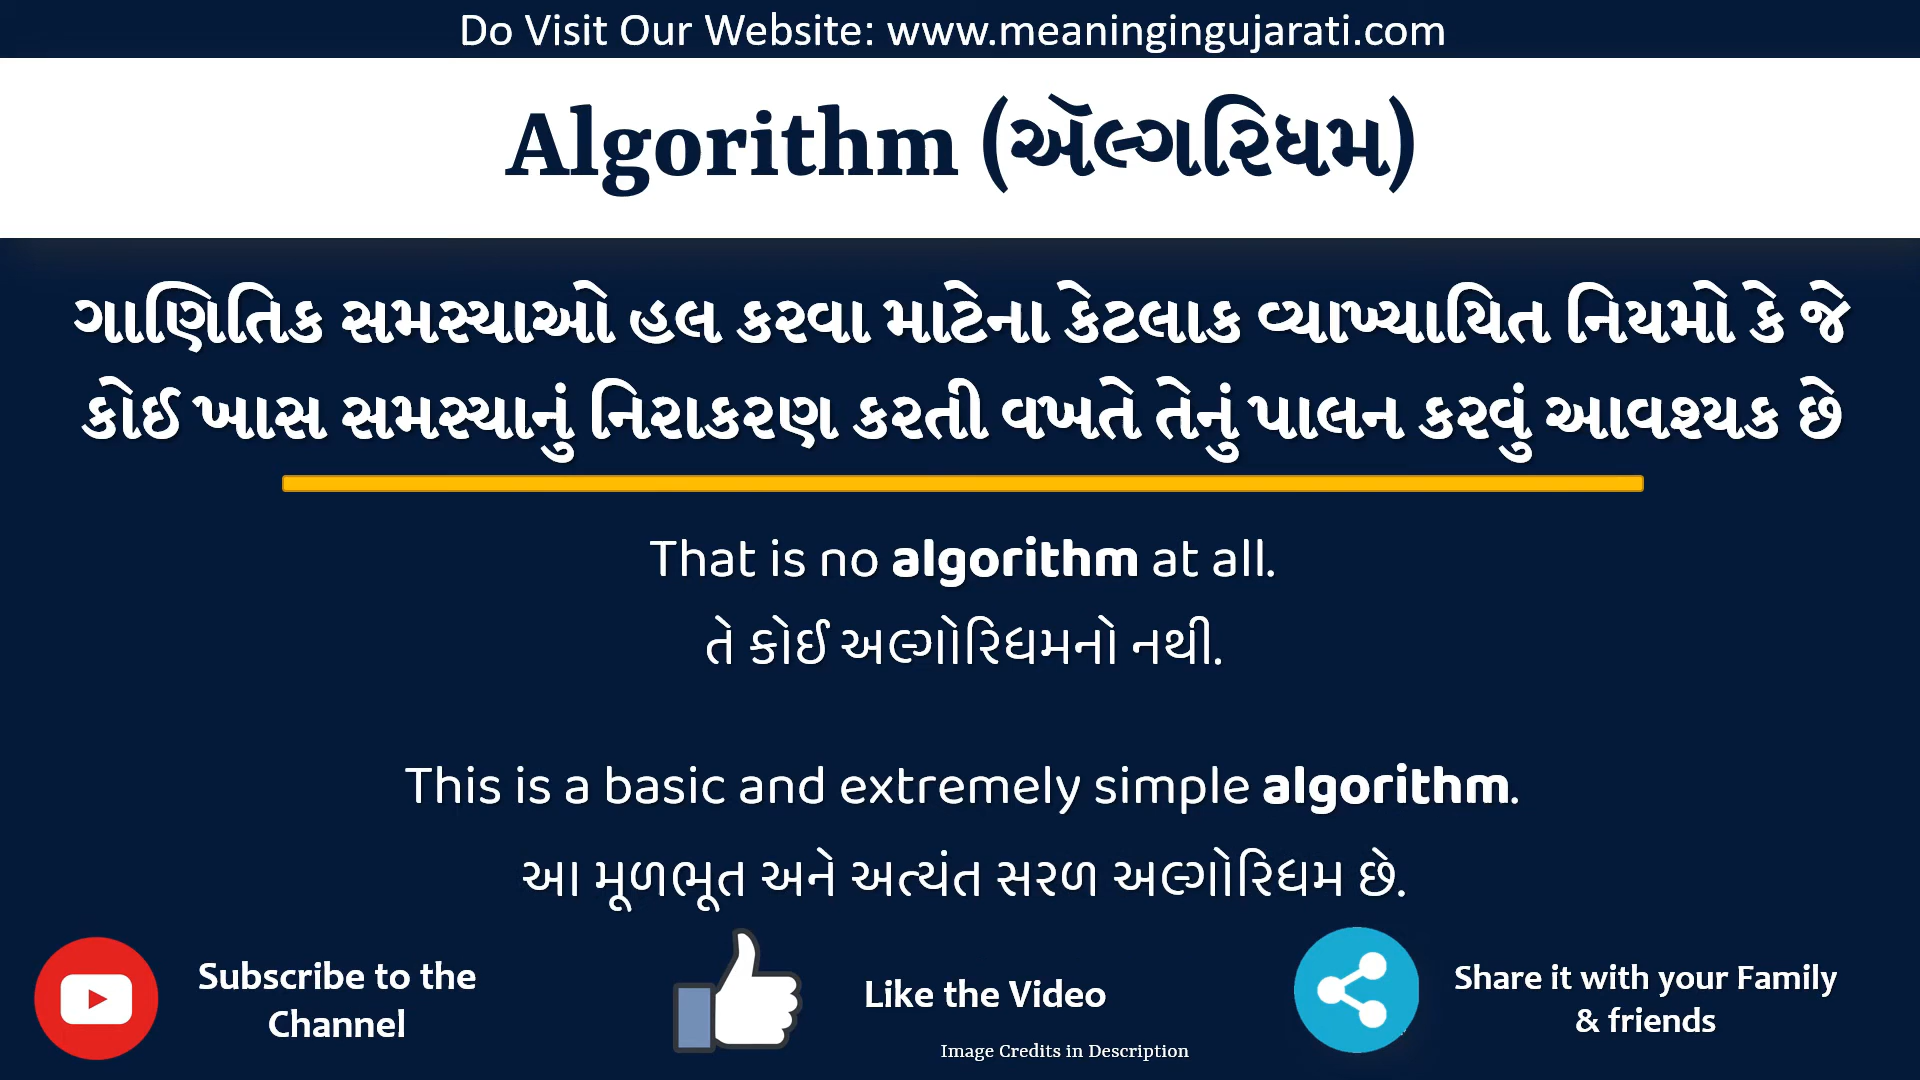 Do Visit Our Website: www.meaningingujarati.com
Algorithm (ઍલ્ગરિધમ)
ગાણિતિક સમસ્યાઓ હલ કરવા માટેના કેટલાક વ્યાખ્યાયિત નિયમો કે જે
કોઈ ખાસ સમસ્યાનું નિરાકરણ કરતી વખતે તેનું પાલન કરવું આવશ્યક છે
That is no algorithm at all.
તે કોઈ અલ્ગોરિધમનો નથી.
This is a basic and extremely simple algorithm.
આ મૂળભૂત અને અત્યંત સરળ અલ્ગોરિધમ છે.
Subscribe to the
Channel
Like the Video
Share it with your Family
& friends
Image Credits in Description